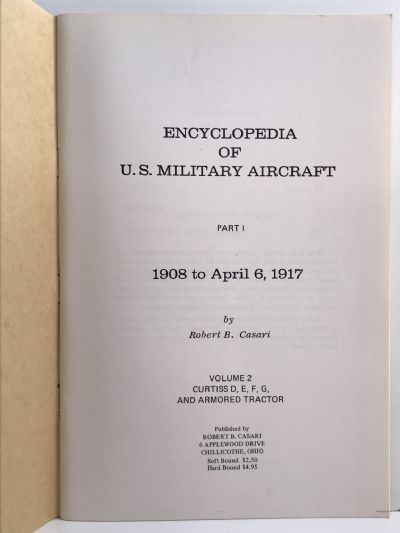 ENCYCLOPEDIA
OF
U.S. MILITARY AIRCRAFT
PART I
1908 to April 6, 1917
by
Robert B. Casari
VOLUME 2
CURTISS D, E, F, G,
AND ARMORED TRACTOR
Published by
ROBERT B. CASARI
6 APPLEWOOD DRIVE
CHILLICOTHE, OHIO
Soft Bound $2.50
Hard Bound $4.95